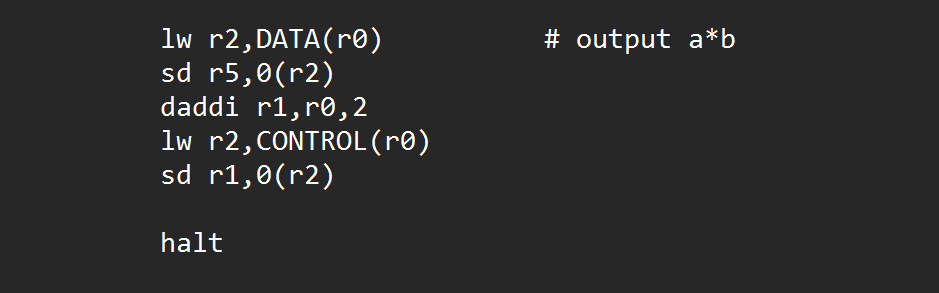 lw r2,DATA(r0) # output a*b
sd r5,0(r2)
daddi r1,r0,2
lw r2,CONTROL(r0)
sd r1,0(r2)
halt